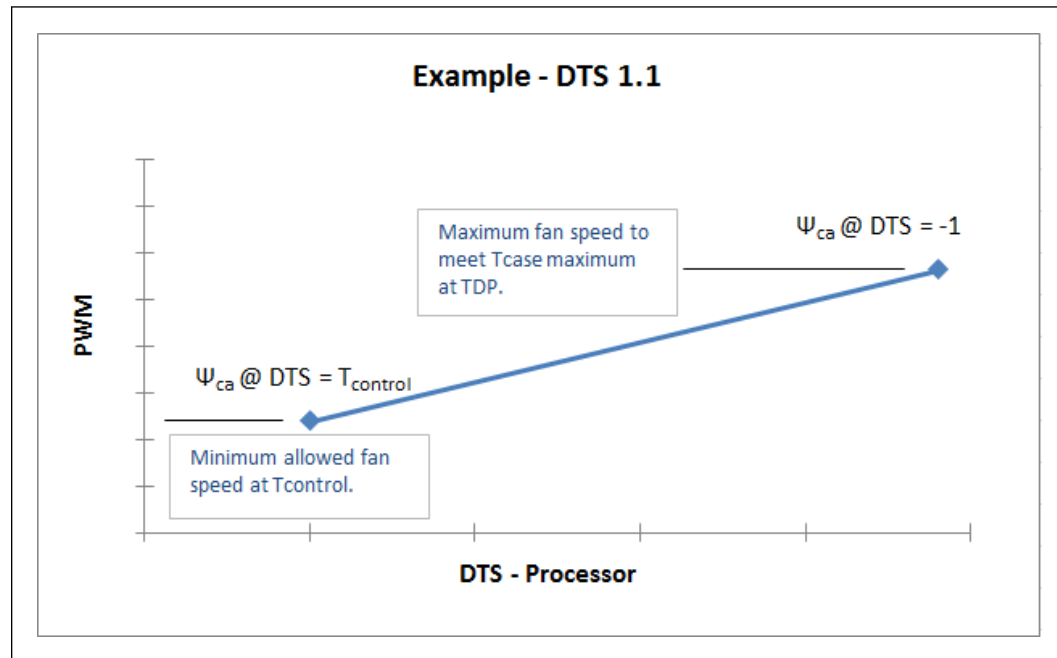 Example - DTS 1.1
Ψca @ DTS = -1
Maximum fan speed to
meet Tcase maximum
at TDP.
PWM
Ψca @ DTS = Tcontrol
Minimum allowed fan
speed at Tcontrol.
DTS - Processor